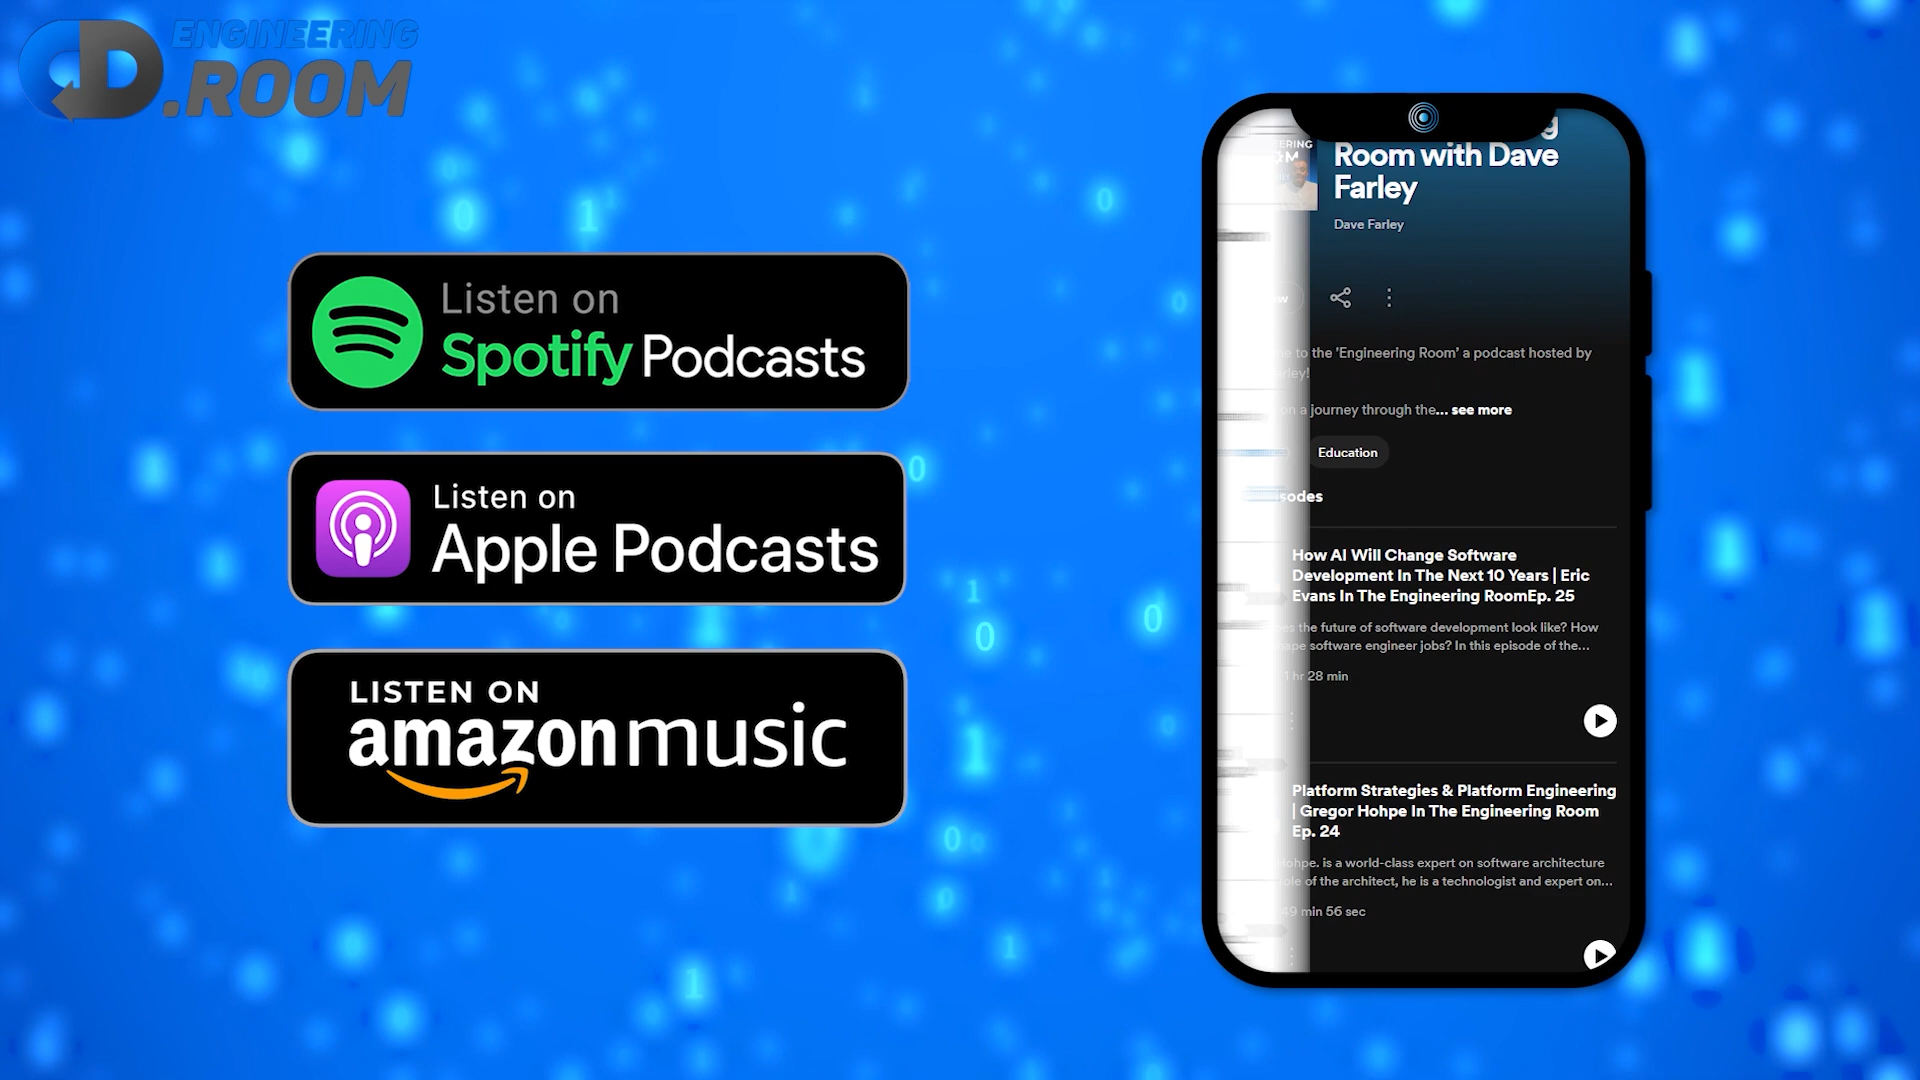 ENGINEERING
.ROOM
Listen on
Spotify Podcasts
Listen on
Apple Podcasts
LISTEN ON
amazon music
Room with Dave
Farley
Dave Farley
to the 'Engineering Room' a podcast hosted by
on a journey through the... see more
Education
How AI Will Change Software
Development In The Next 10 Years | Eric
Evans In The Engineering RoomEp. 25
the future of software development look like? How
software engineer jobs? In this episode of the...
1 hr 28 min
Platform Strategies & Platform Engineering
| Gregor Hohpe In The Engineering Room
Ep. 24
Hohpe. is a world-class expert on software architecture
of the architect, he is a technologist and expert on...
49 min 56 sec